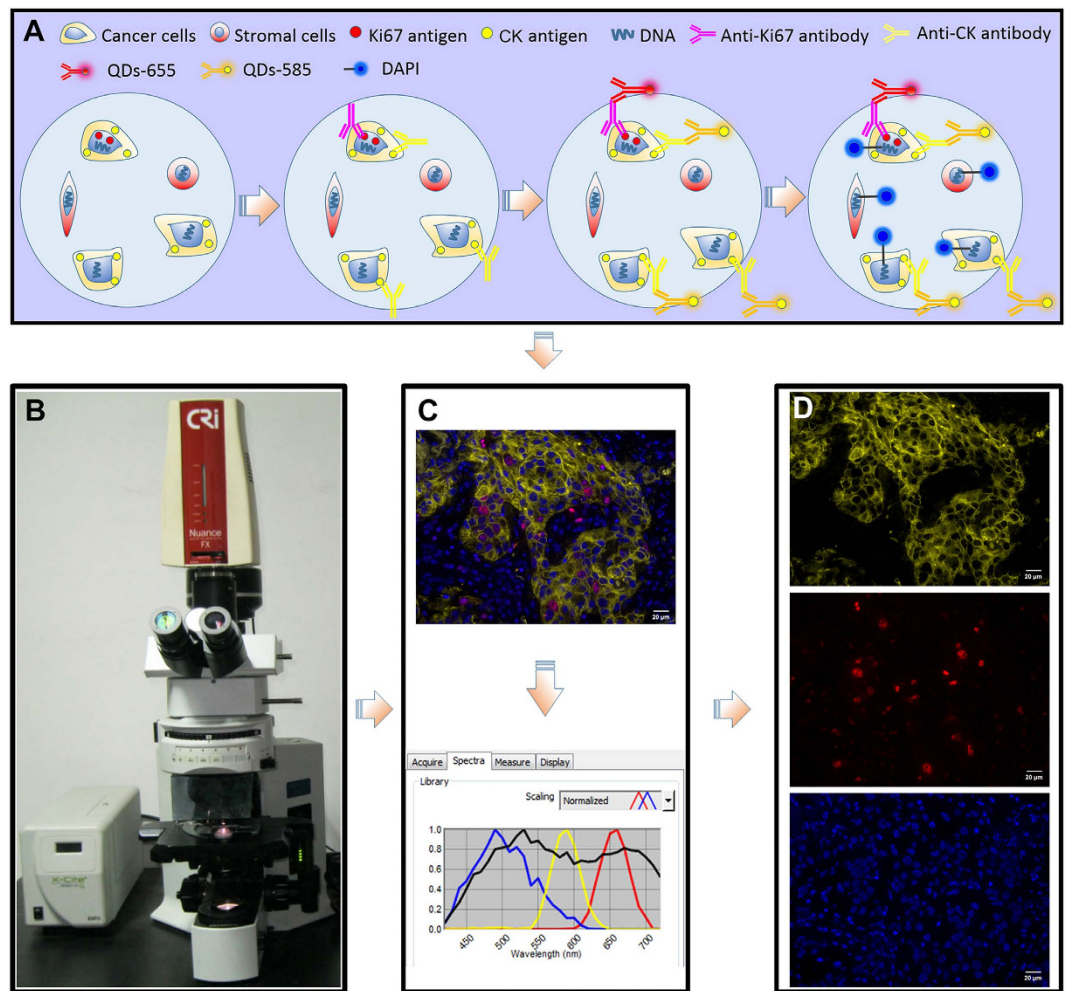 A Cancer cells Stromal cells Ki67 antigen CK antigen DNA Anti-Ki67 antibody Anti-CK antibody
QDs-655 QDs-585 DAPI
B
CRi
Nuance
FX
X-Cite
EXFO
C
20 μm
Acquire Spectra Measure Display
Library
Scaling Normalized
1.0
0.8
0.6
0.4
0.2
0.0
450 500 550 600 650 700
Wavelength (nm)
D
20 μm
20 μm
20 μm